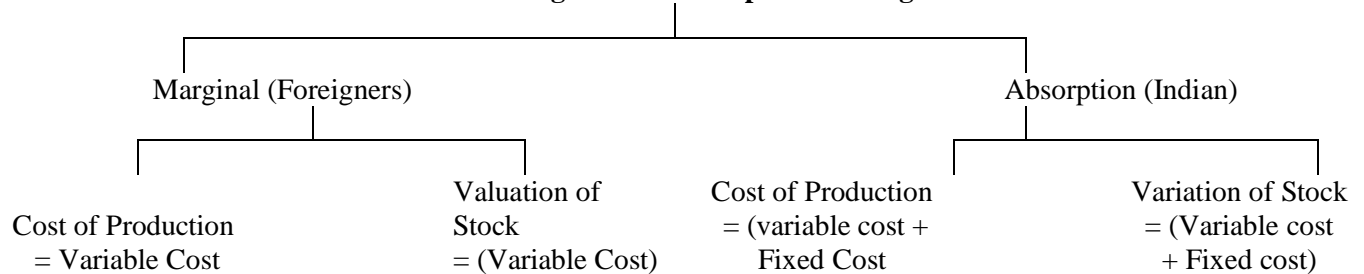 Marginal (Foreigners)
Absorption (Indian)
Cost of Production
= Variable Cost
Valuation of
Stock
= (Variable Cost)
Cost of Production
= (variable cost +
Fixed Cost
Variation of Stock
= (Variable cost
+ Fixed cost)